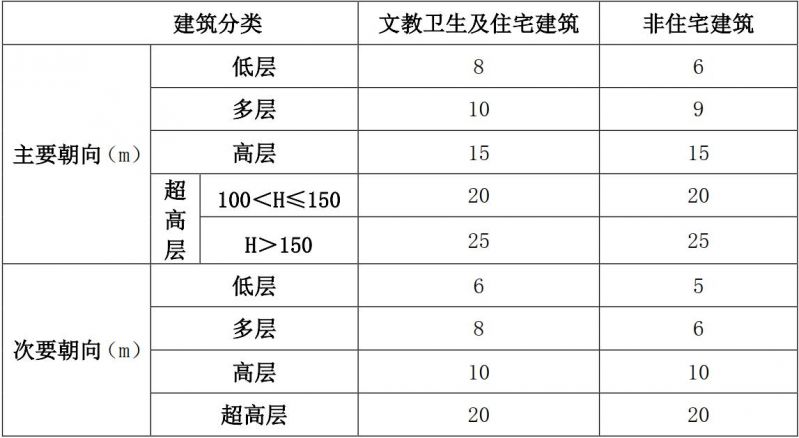 建筑分类 文教卫生及住宅建筑 非住宅建筑
主要朝向（m） 低层 8 6
多层 10 9
高层 15 15
超高层 100＜H≤150 20 20
H＞150 25 25
次要朝向（m） 低层 6 5
多层 8 6
高层 10 10
超高层 20 20